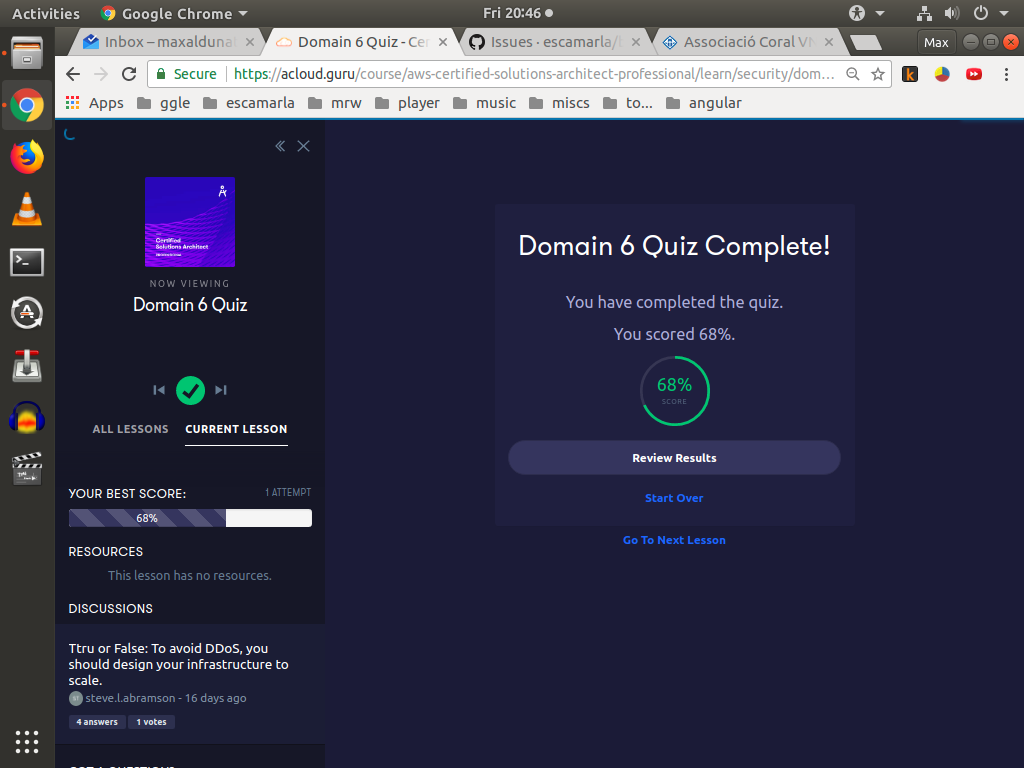 Activities
Google Chrome
Fri 20:46
Inbox – maxaldunat
Domain 6 Quiz - Cer
Issues · escamarla/l
Associació Coral VN
Max
Secure
https://acloud.guru/course/aws-certified-solutions-architect-professional/learn/security/dom...
Apps
ggle
escamarla
mrw
player
music
miscs
to...
angular
Certified
Solutions Architect
NOW VIEWING
Domain 6 Quiz
ALL LESSONS
CURRENT LESSON
YOUR BEST SCORE:
1 ATTEMPT
68%
RESOURCES
This lesson has no resources.
DISCUSSIONS
Ttru or False: To avoid DDoS, you
should design your infrastructure to
scale.
steve.l.abramson - 16 days ago
4 answers
1 votes
Domain 6 Quiz Complete!
You have completed the quiz.
You scored 68%.
68%
SCORE
Review Results
Start Over
Go To Next Lesson